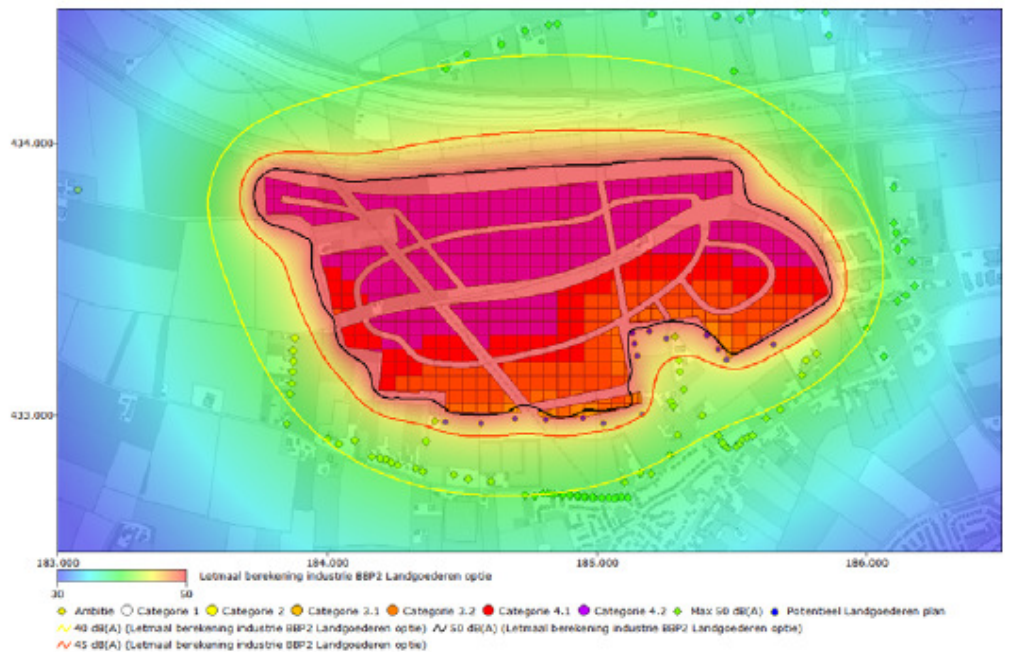 434.000
433.000
183.000 184.000 185.000 186.000
30 50 Letmaal berekening industrie BBP2 Landgoederen optie
Ambitie Categorie 1 Categorie 2 Categorie 3.1 Categorie 3.2 Categorie 4.1 Categorie 4.2 Max 50 dB(A) Potentieel Landgoederen plan
40 dB(A) (Letmaal berekening industrie BBP2 Landgoederen optie) 50 dB(A) (Letmaal berekening industrie BBP2 Landgoederen optie)
45 dB(A) (Letmaal berekening industrie BBP2 Landgoederen optie)